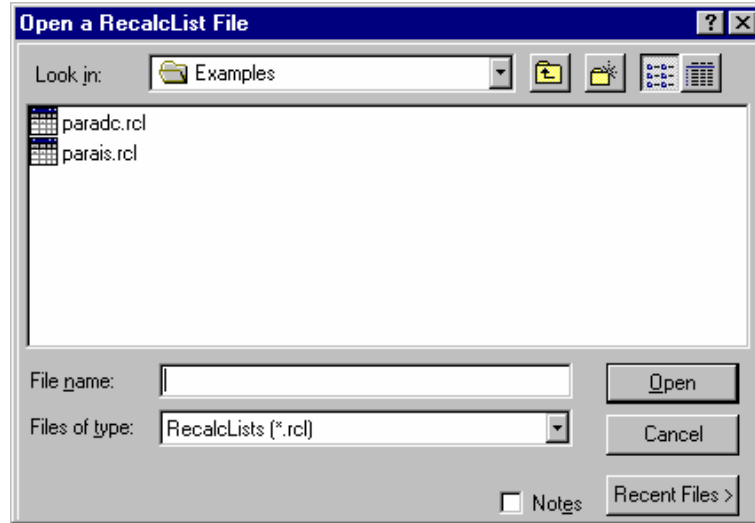 Open a RecalcList File
Look in: Examples
paradc.rcl
parais.rcl
File name: Open
Files of type: RecalcLists (*.rcl) Cancel
Notes Recent Files >